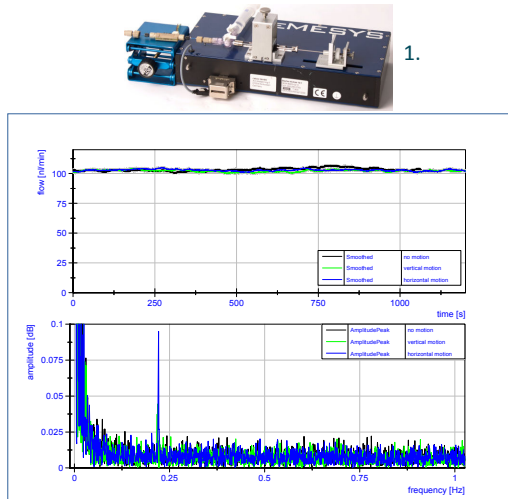 EMESYS
1.
flow [nl/min]
100
75
50
25
0
Smoothed no motion
Smoothed vertical motion
Smoothed horizontal motion
0 250 500 750 1000
time [s]
amplitude [dB]
0.1
0.075
0.05
0.025
0
AmplitudePeak no motion
AmplitudePeak vertical motion
AmplitudePeak horizontal motion
0 0.25 0.5 0.75 1
frequency [Hz]